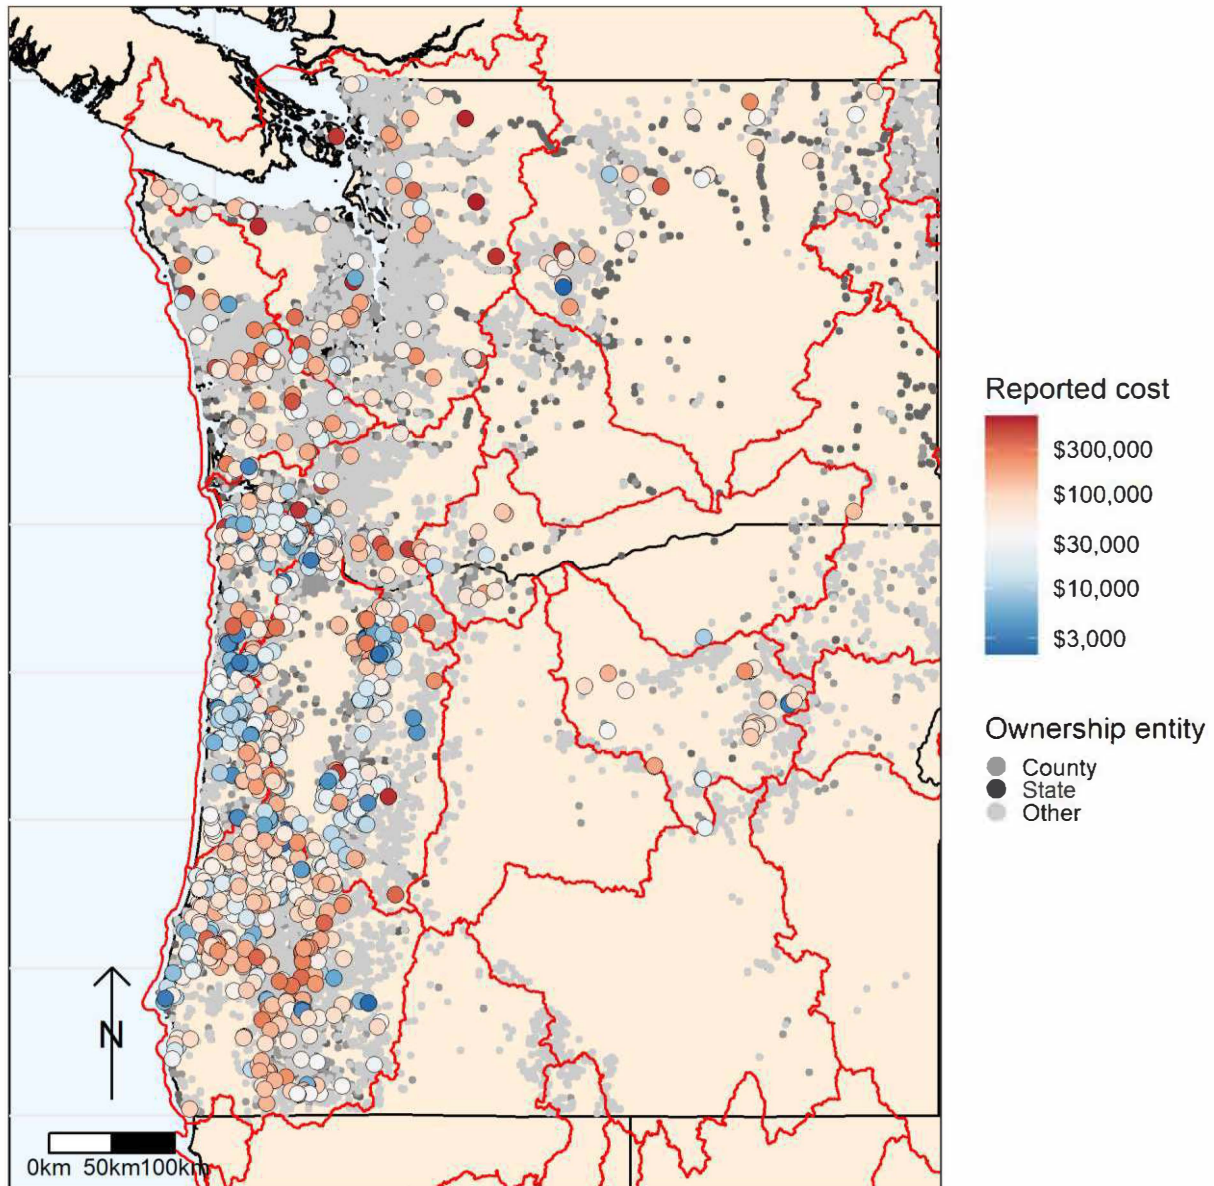 Reported cost
$300,000
$100,000
$30,000
$10,000
$3,000
Ownership entity
County
State
Other
N
0km 50km100km